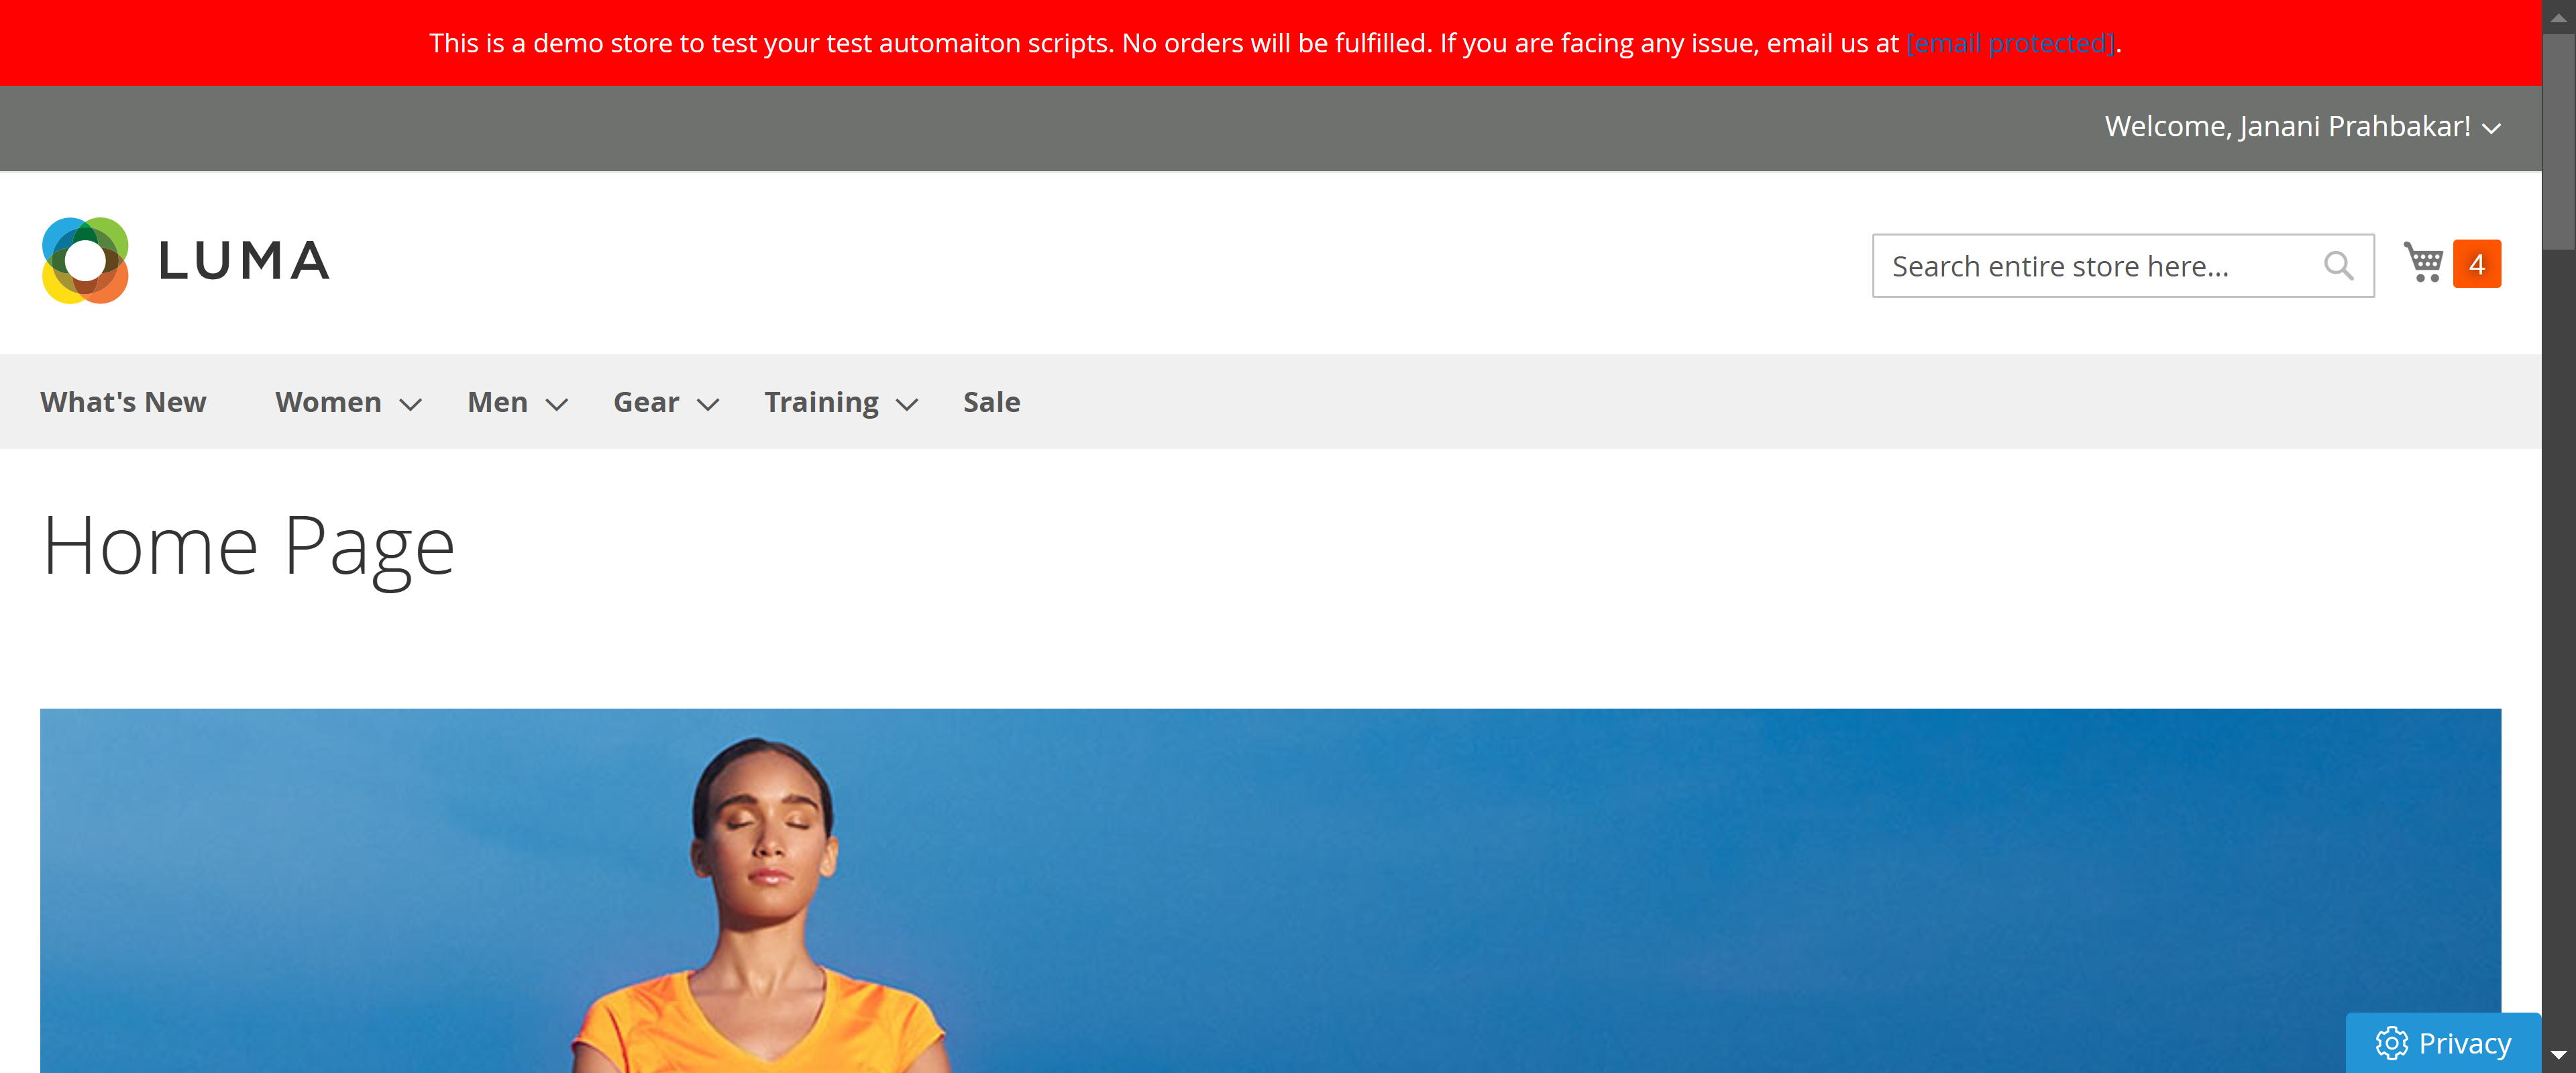 This is a demo store to test your test automaiton scripts. No orders will be fulfilled. If you are facing any issue, email us at [email protected].
Welcome, Janani Prahbakar!
LUMA
Search entire store here...
4
What's New Women Men Gear Training Sale
Home Page
Privacy